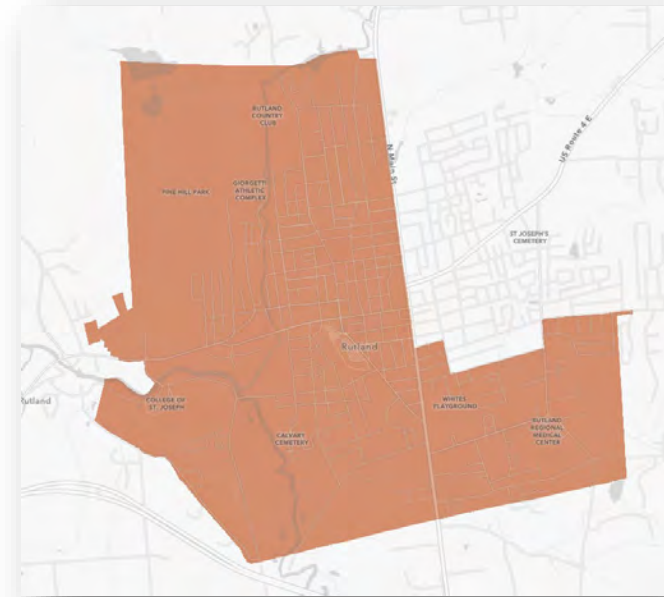 RUTLAND
COUNTRY
CLUB
N Main St
US Route 4 E
PINE HILL PARK
GIORGETTI
ATHLETIC
COMPLEX
ST JOSEPH'S
CEMETERY
Rutland
Rutland
COLLEGE OF
ST. JOSEPH
WHITES
PLAYGROUND
CALVARY
CEMETERY
RUTLAND
REGIONAL
MEDICAL
CENTER